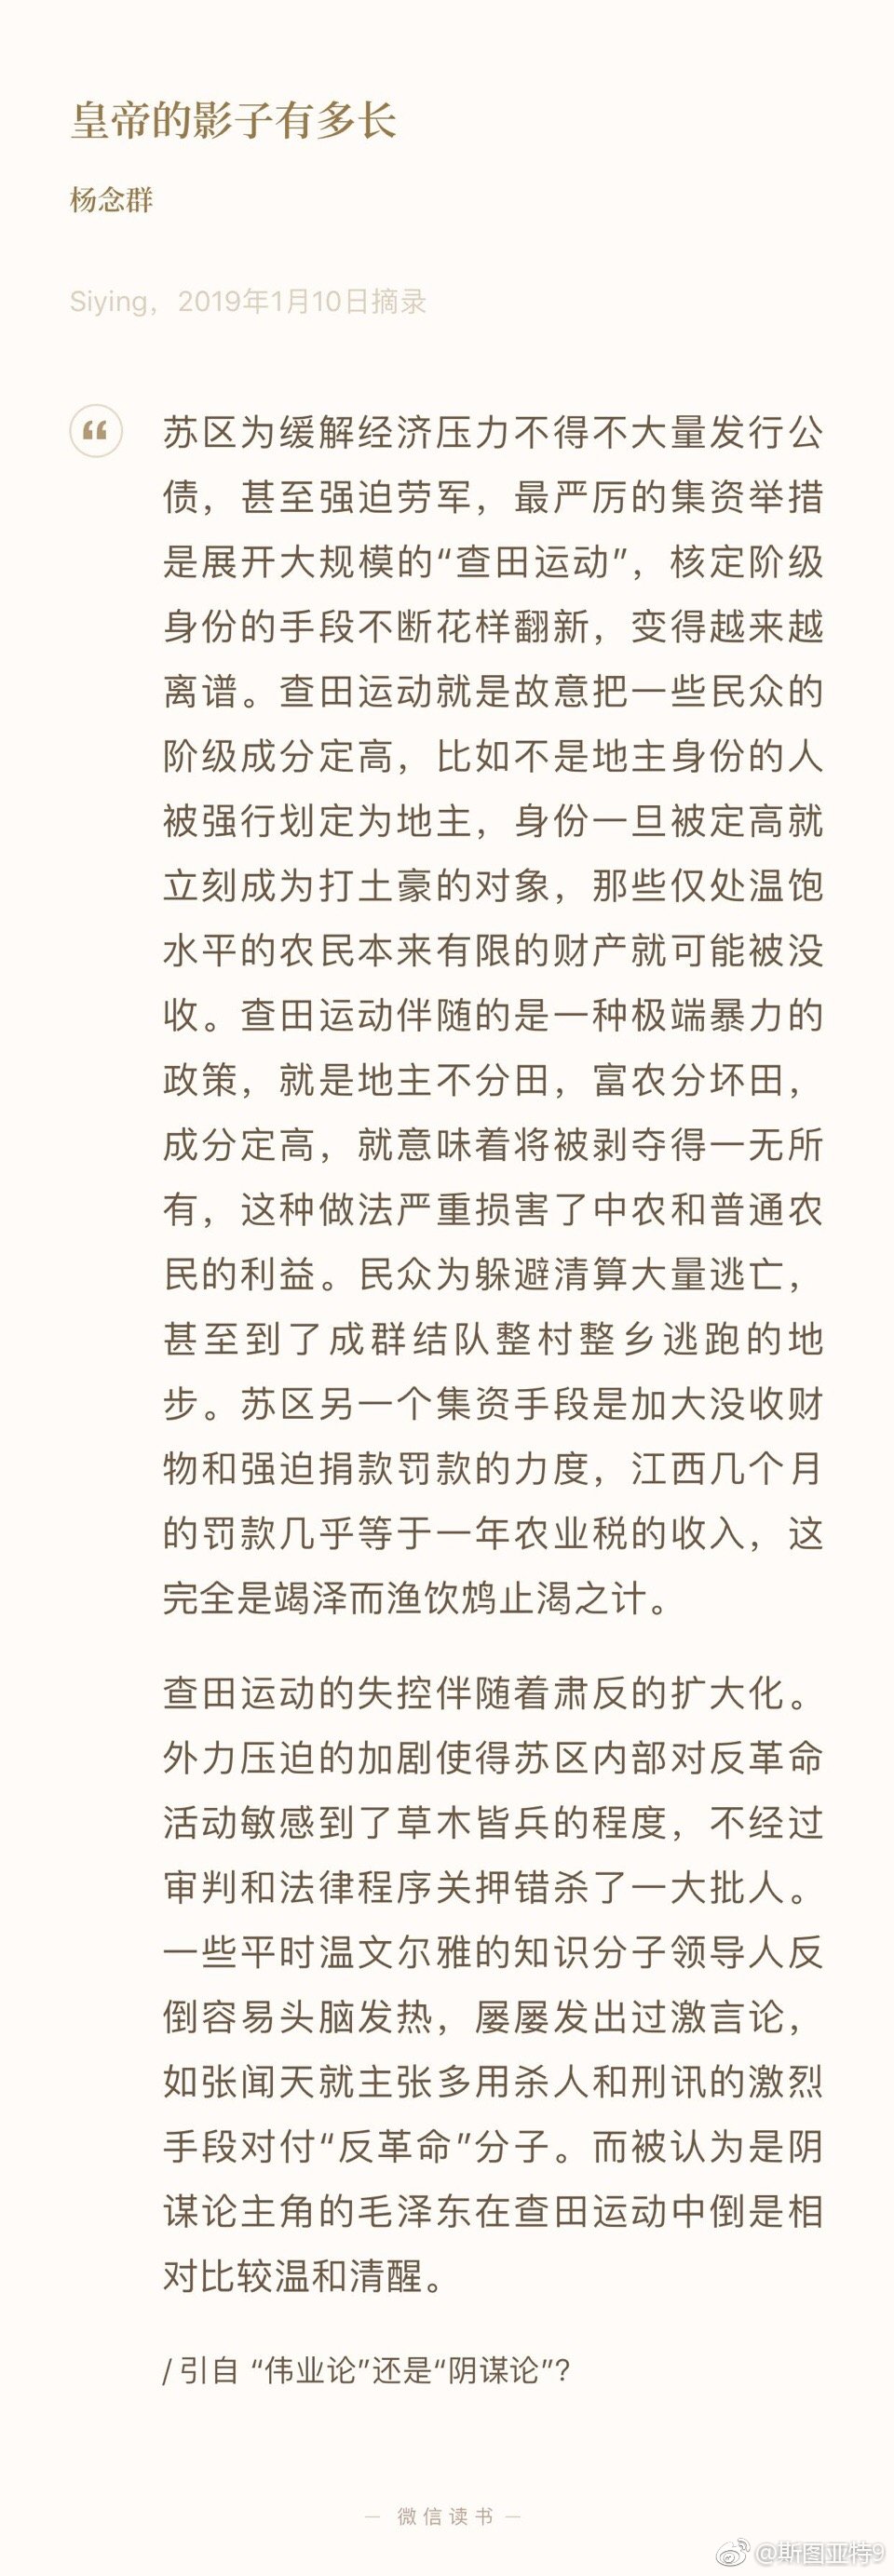 皇帝的影子有多长
杨念群
Siying，2019年1月10日摘录
苏区为缓解经济压力不得不大量发行公
债，甚至强迫劳军，最严厉的集资举措
是展开大规模的“查田运动”，核定阶级
身份的手段不断花样翻新，变得越来越
离谱。查田运动就是故意把一些民众的
阶级成分定高，比如不是地主身份的人
被强行划定为地主，身份一旦被定高就
立刻成为打土豪的对象，那些仅处温饱
水平的农民本来有限的财产就可能被没
收。查田运动伴随的是一种极端暴力的
政策，就是地主不分田，富农分坏田，
成分定高，就意味着将被剥夺得一无所
有，这种做法严重损害了中农和普通农
民的利益。民众为躲避清算大量逃亡，
甚至到了成群结队整村整乡逃跑的地
步。苏区另一个集资手段是加大没收财
物和强迫捐款罚款的力度，江西几个月
的罚款几乎等于一年农业税的收入，这
完全是竭泽而渔饮鸩止渴之计。
查田运动的失控伴随着肃反的扩大化。
外力压迫的加剧使得苏区内部对反革命
活动敏感到了草木皆兵的程度，不经过
审判和法律程序关押错杀了一大批人。
一些平时温文尔雅的知识分子领导人反
倒容易头脑发热，屡屡发出过激言论，
如张闻天就主张多用杀人和刑讯的激烈
手段对付“反革命”分子。而被认为是阴
谋论主角的毛泽东在查田运动中倒是相
对比较温和清醒。
/ 引自 “伟业论”还是“阴谋论”？
— 微信读书 —
@斯图亚特9